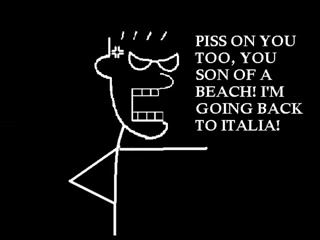 PISS ON YOU
TOO, YOU
SON OF A
BEACH! I'M
GOING BACK
TO ITALIA!